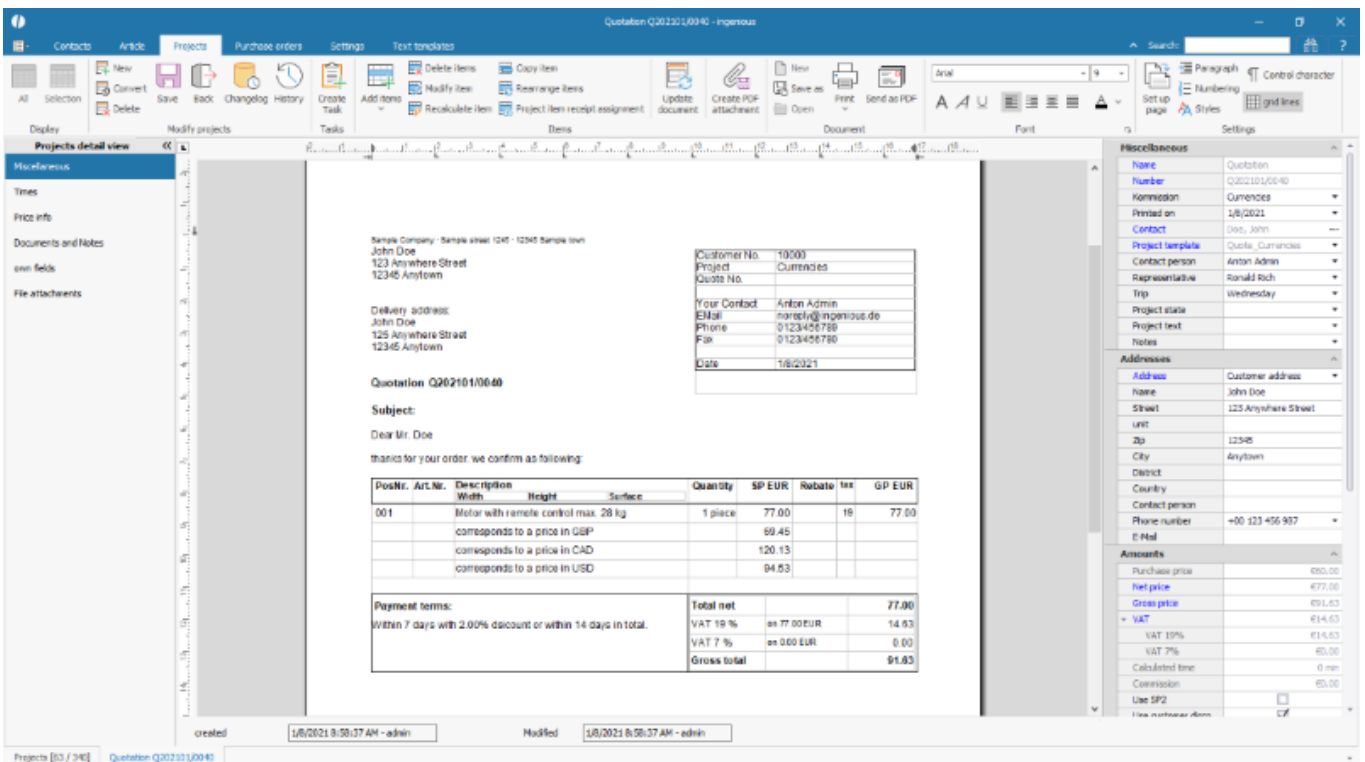 Quotation Q202101/0040 - ingenious
Contacts Article Projects Purchase orders Settings Text templates Search: ?
All Selection
New
Convert
Delete
Save Back Changelog History
Create Task
Add items
Delete items
Modify item
Recalculate item
Copy item
Rearrange items
Project item receipt assignment
Update document
Create PDF attachment
New
Save as
Open
Print Send as PDF
Arial 9
A A U A
Set up page
Paragraph
Numbering
Styles
Control character
grid lines
Display Modify projects Tasks Items Document Font Settings
Projects detail view
Miscellaneous
Times
Price info
Documents and Notes
own fields
File attachments
Sample Company - Sample street 1245 - 12345 Sample town
John Doe
123 Anywhere Street
12345 Anytown
Delivery address:
John Doe
125 Anywhere Street
12345 Anytown
Customer No. 10000
Project Currencies
Quote No.
Your Contact Anton Admin
EMail noreply@ingenious.de
Phone 0123/456789
Fax 0123/456789
Date 1/8/2021
Quotation Q202101/0040
Subject:
Dear Mr. Doe
thanks for your order. we confirm as following:
PosNr. Art.Nr. Description Quantity SP EUR Rebate tax GP EUR
Width Height Surface
001 Motor with remote control max. 28 kg 1 piece 77.00 19 77.00
corresponds to a price in GBP 69.45
corresponds to a price in CAD 120.13
corresponds to a price in USD 94.53
Payment terms:
Within 7 days with 2.00% dsicount or within 14 days in total.
Total net 77.00
VAT 19 % on 77.00 EUR 14.63
VAT 7 % on 0.00 EUR 0.00
Gross total 91.63
Miscellaneous
Name Quotation
Number Q202101/0040
Kommission Currencies
Printed on 1/8/2021
Contact Doe, John
Project template Quote_Currencies
Contact person Anton Admin
Representative Ronald Rich
Trip Wednesday
Project state
Project text
Notes
Addresses
Address Customer address
Name John Doe
Street 123 Anywhere Street
unit
Zip 12345
City Anytown
District
Country
Contact person
Phone number +00 123 456 987
E-Mail
Amounts
Purchase price €60.00
Net price €77.00
Gross price €91.63
VAT €14.63
VAT 19% €14.63
VAT 7% €0.00
Calculated time 0 min
Commission €0.00
Use SP2
Use customer disco
created 1/8/2021 8:58:37 AM - admin Modified 1/8/2021 8:58:37 AM - admin
Projects [63 / 340] Quotation Q202101/0040